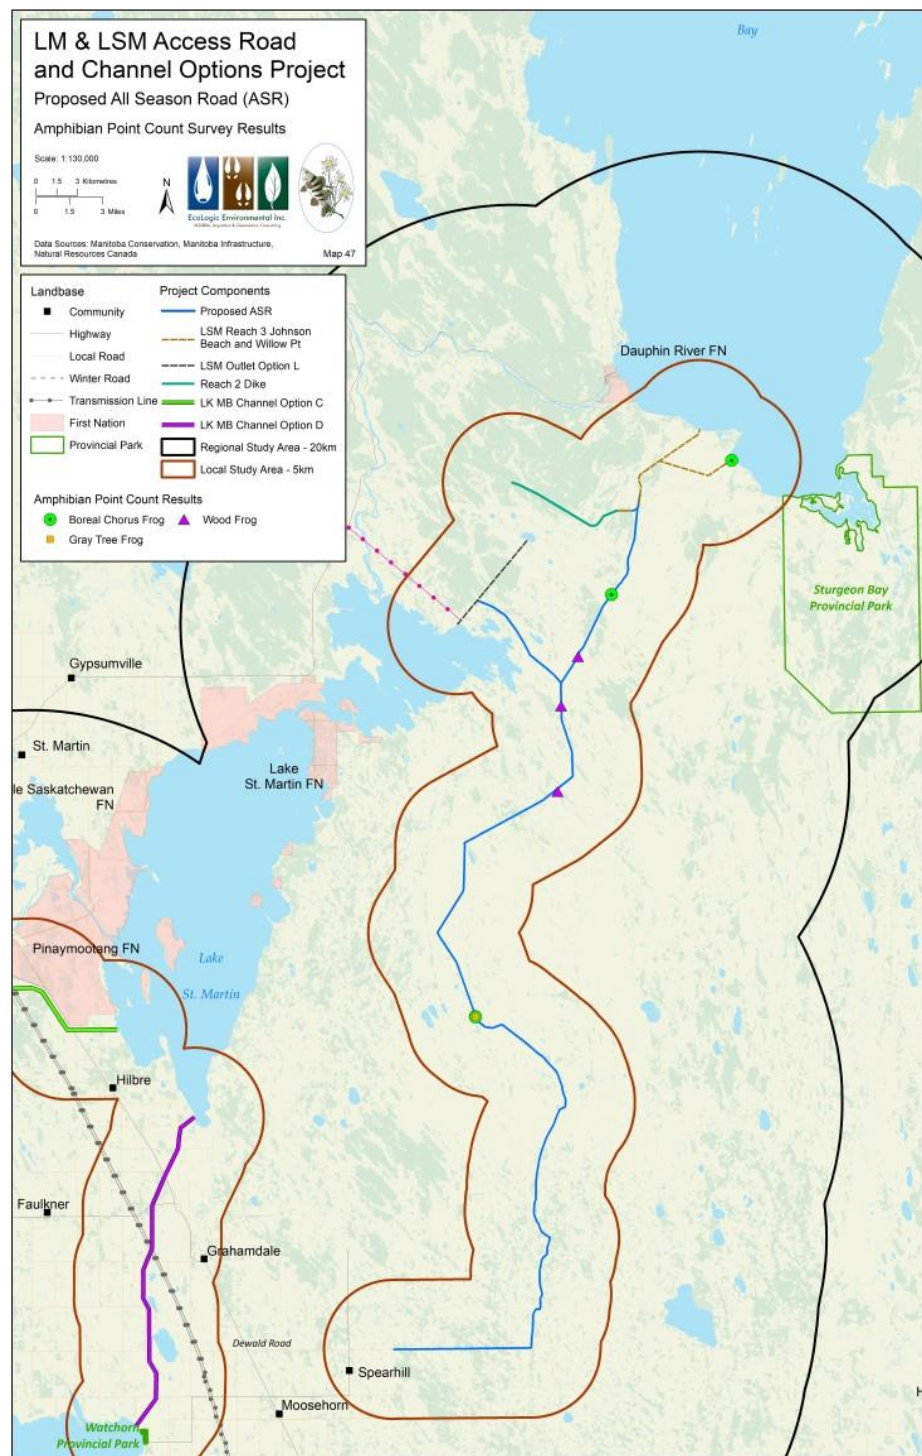 LM & LSM Access Road
and Channel Options Project
Proposed All Season Road (ASR)
Amphibian Point Count Survey Results
Scale: 1:130,000
0 1.5 3 Kilometres
0 1.5 3 Miles
N
EcoLogic Environmental Inc.
Data Sources: Manitoba Conservation, Manitoba Infrastructure,
Natural Resources Canada
Map 47
Landbase
Community
Highway
Local Road
Winter Road
Transmission Line
First Nation
Provincial Park
Project Components
Proposed ASR
LSM Reach 3 Johnson
Beach and Willow Pt
LSM Outlet Option L
Reach 2 Dike
LK MB Channel Option C
LK MB Channel Option D
Regional Study Area - 20km
Local Study Area - 5km
Amphibian Point Count Results
Boreal Chorus Frog
Wood Frog
Gray Tree Frog
Bay
Dauphin River FN
Sturgeon Bay
Provincial Park
Gypsumville
St. Martin
le Saskatchewan
FN
Lake
St. Martin FN
Pinaymootang FN
Lake
St. Martin
Hilbre
Faulkner
Grahamdale
Dewald Road
Spearhill
Moosehorn
Watchorn
Provincial Park
H